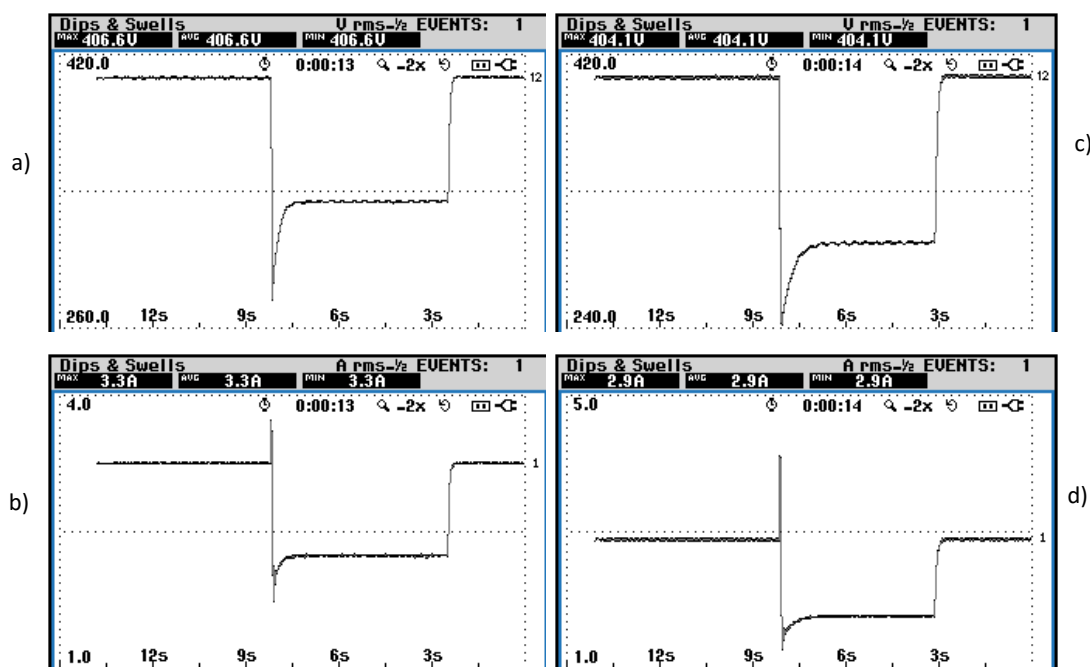 a)
Dips & Swells V rms-½ EVENTS: 1
MAX 406.6V AVG 406.6V MIN 406.6V
420.0 0:00:13 -2x
12
260.0 12s 9s 6s 3s
c)
Dips & Swells V rms-½ EVENTS: 1
MAX 404.1V AVG 404.1V MIN 404.1V
420.0 0:00:14 -2x
12
240.0 12s 9s 6s 3s
b)
Dips & Swells A rms-½ EVENTS: 1
MAX 3.3A AVG 3.3A MIN 3.3A
4.0 0:00:13 -2x
1
1.0 12s 9s 6s 3s
d)
Dips & Swells A rms-½ EVENTS: 1
MAX 2.9A AVG 2.9A MIN 2.9A
5.0 0:00:14 -2x
1
1.0 12s 9s 6s 3s